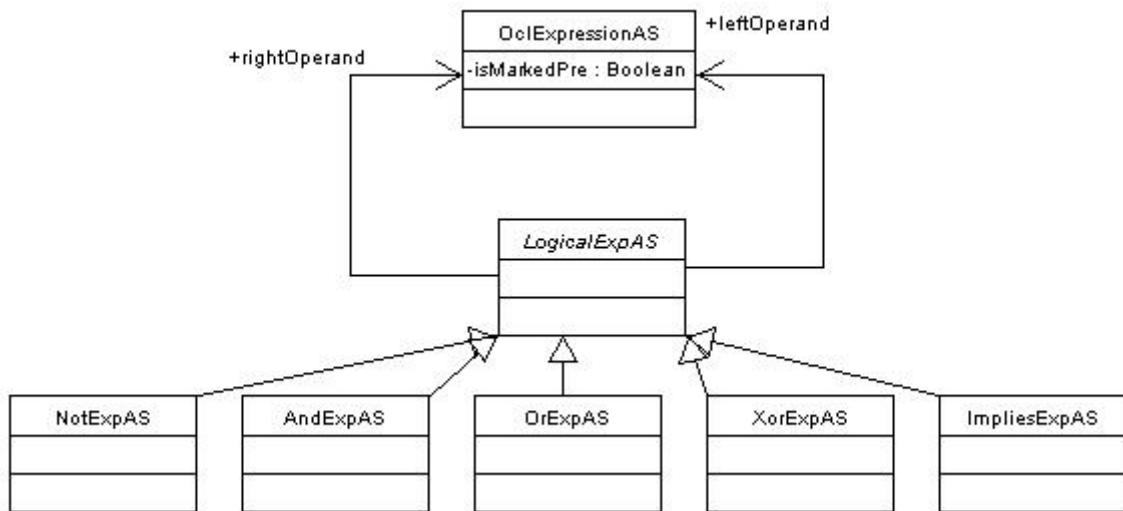 +leftOperand
OclExpressionAS
+rightOperand
-isMarkedPre : Boolean
LogicalExpAS
NotExpAS
AndExpAS
OrExpAS
XorExpAS
ImpliesExpAS